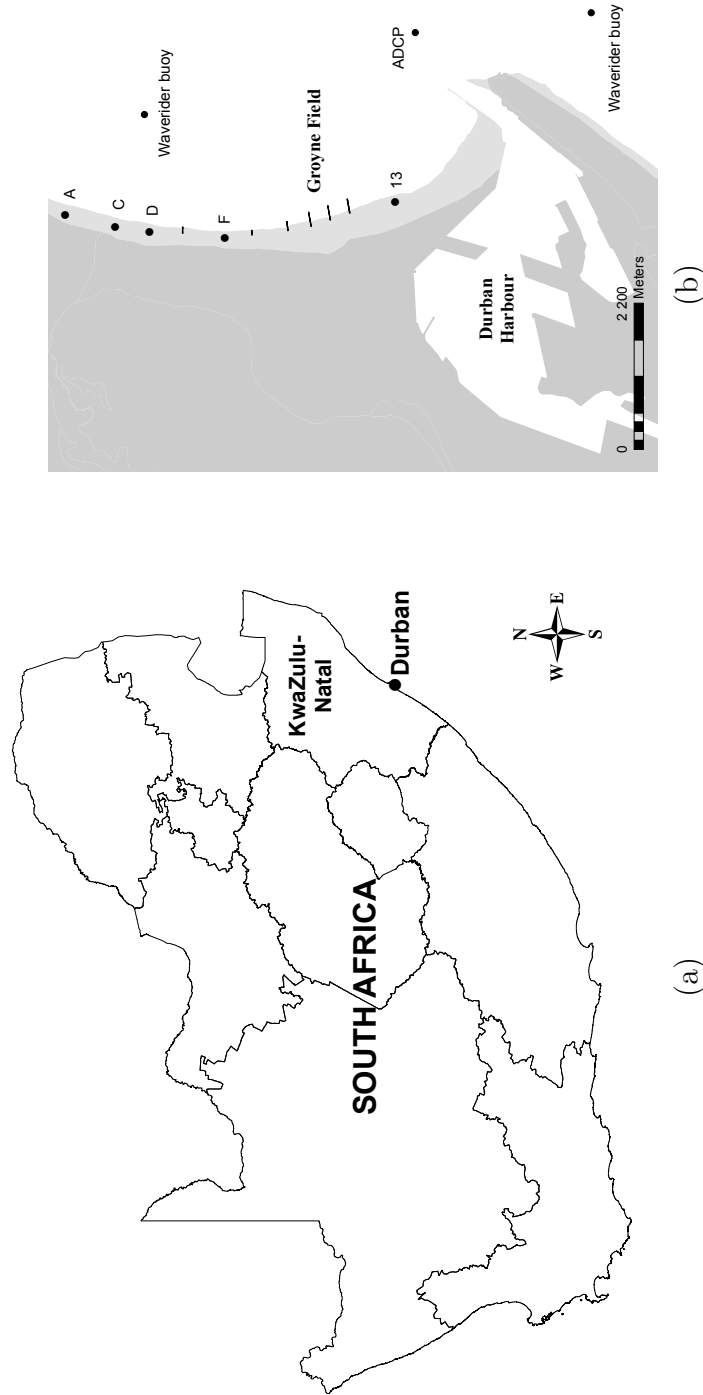 SOUTH AFRICA
KwaZulu-
Natal
Durban
N
W
E
S
(a)
A
C
D
F
13
Waverider buoy
Groyne Field
ADCP
Waverider buoy
Durban
Harbour
0
2 200
Meters
(b)